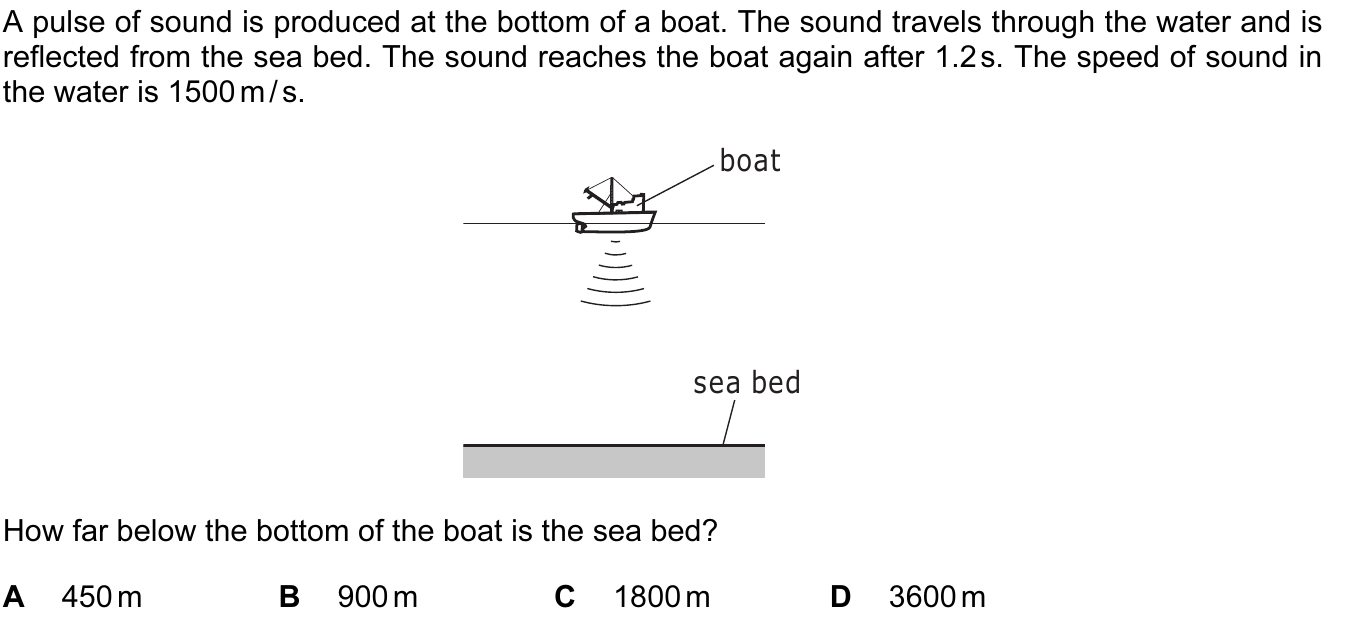 A pulse of sound is produced at the bottom of a boat. The sound travels through the water and is
reflected from the sea bed. The sound reaches the boat again after 1.2 s. The speed of sound in
the water is 1500 m / s.
boat
sea bed
How far below the bottom of the boat is the sea bed?
A 450 m B 900 m C 1800 m D 3600 m